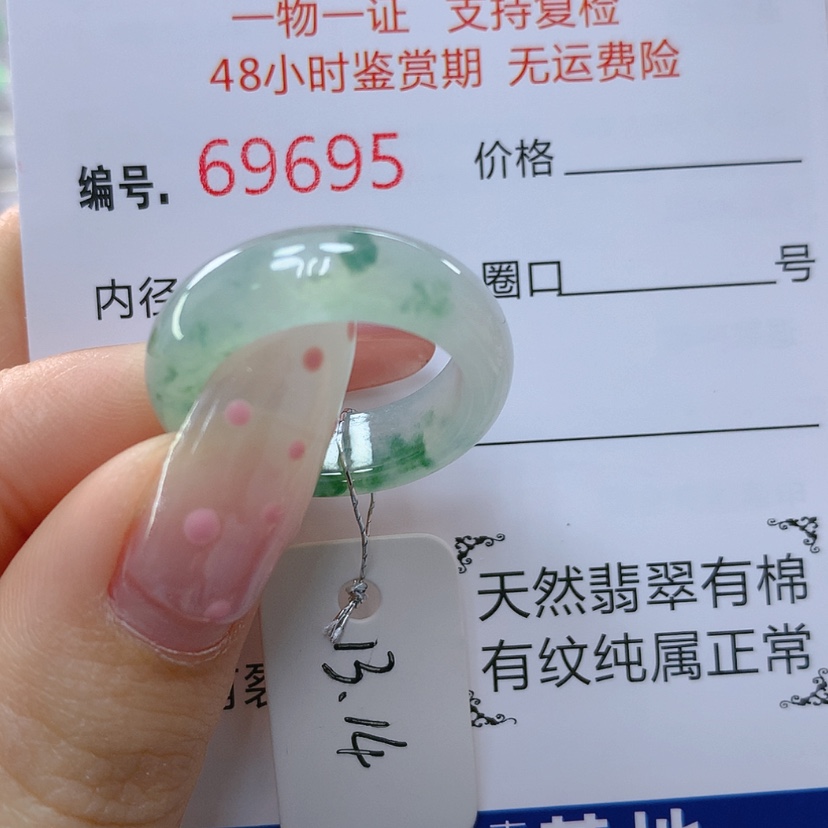 一物一证 支持复检
48小时鉴赏期 无运费险
编号. 69695
价格
内径
圈口 号
天然翡翠有棉
有纹纯属正常
裂
13.14